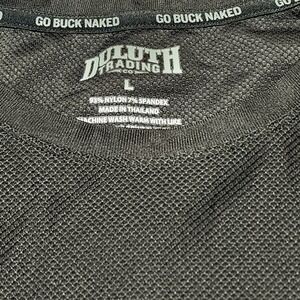 GO BUCK NAKED
GO BUCK NAKED
DULUTH
TRADING
CO
L
93% NYLON 7% SPANDEX
MADE IN THAILAND
MACHINE WASH WARM WITH LIKE